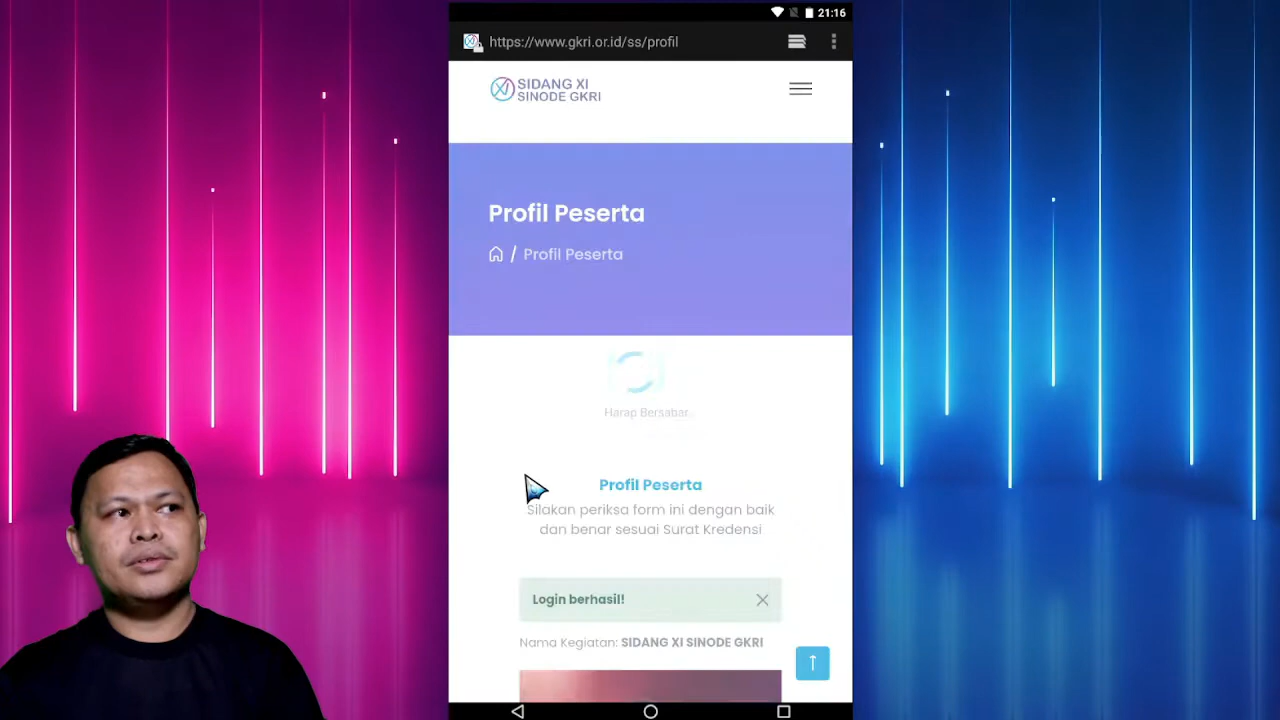 21:16
https://www.gkri.or.id/ss/profil
SIDANG XI
SINODE GKRI
Profil Peserta
/ Profil Peserta
Harap Bersabar..
Profil Peserta
Silakan periksa form ini dengan baik
dan benar sesuai Surat Kredensi
Login berhasil!
Nama Kegiatan: SIDANG XI SINODE GKRI